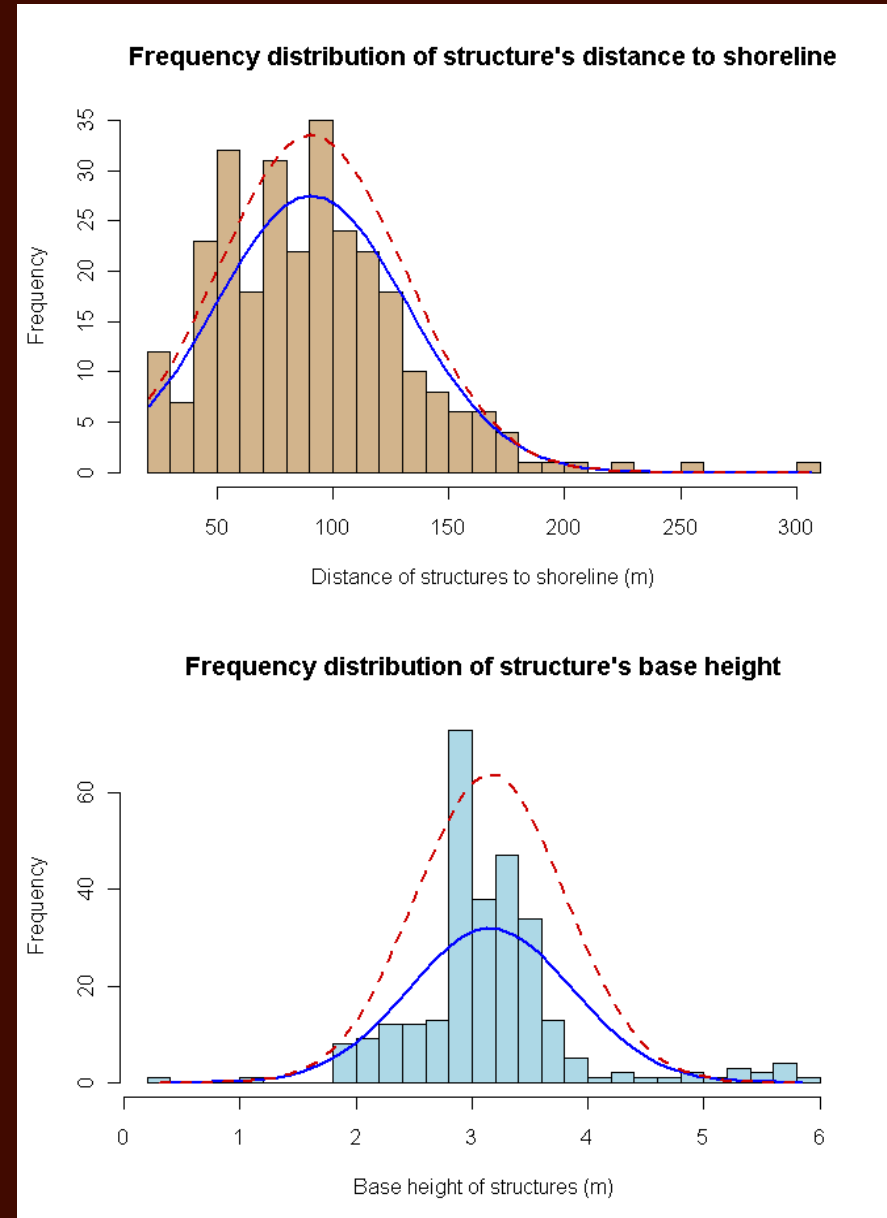 Frequency distribution of structure's distance to shoreline
35
30
25
20
15
10
5
0
Frequency
50 100 150 200 250 300
Distance of structures to shoreline (m)
Frequency distribution of structure's base height
60
40
20
0
Frequency
0 1 2 3 4 5 6
Base height of structures (m)